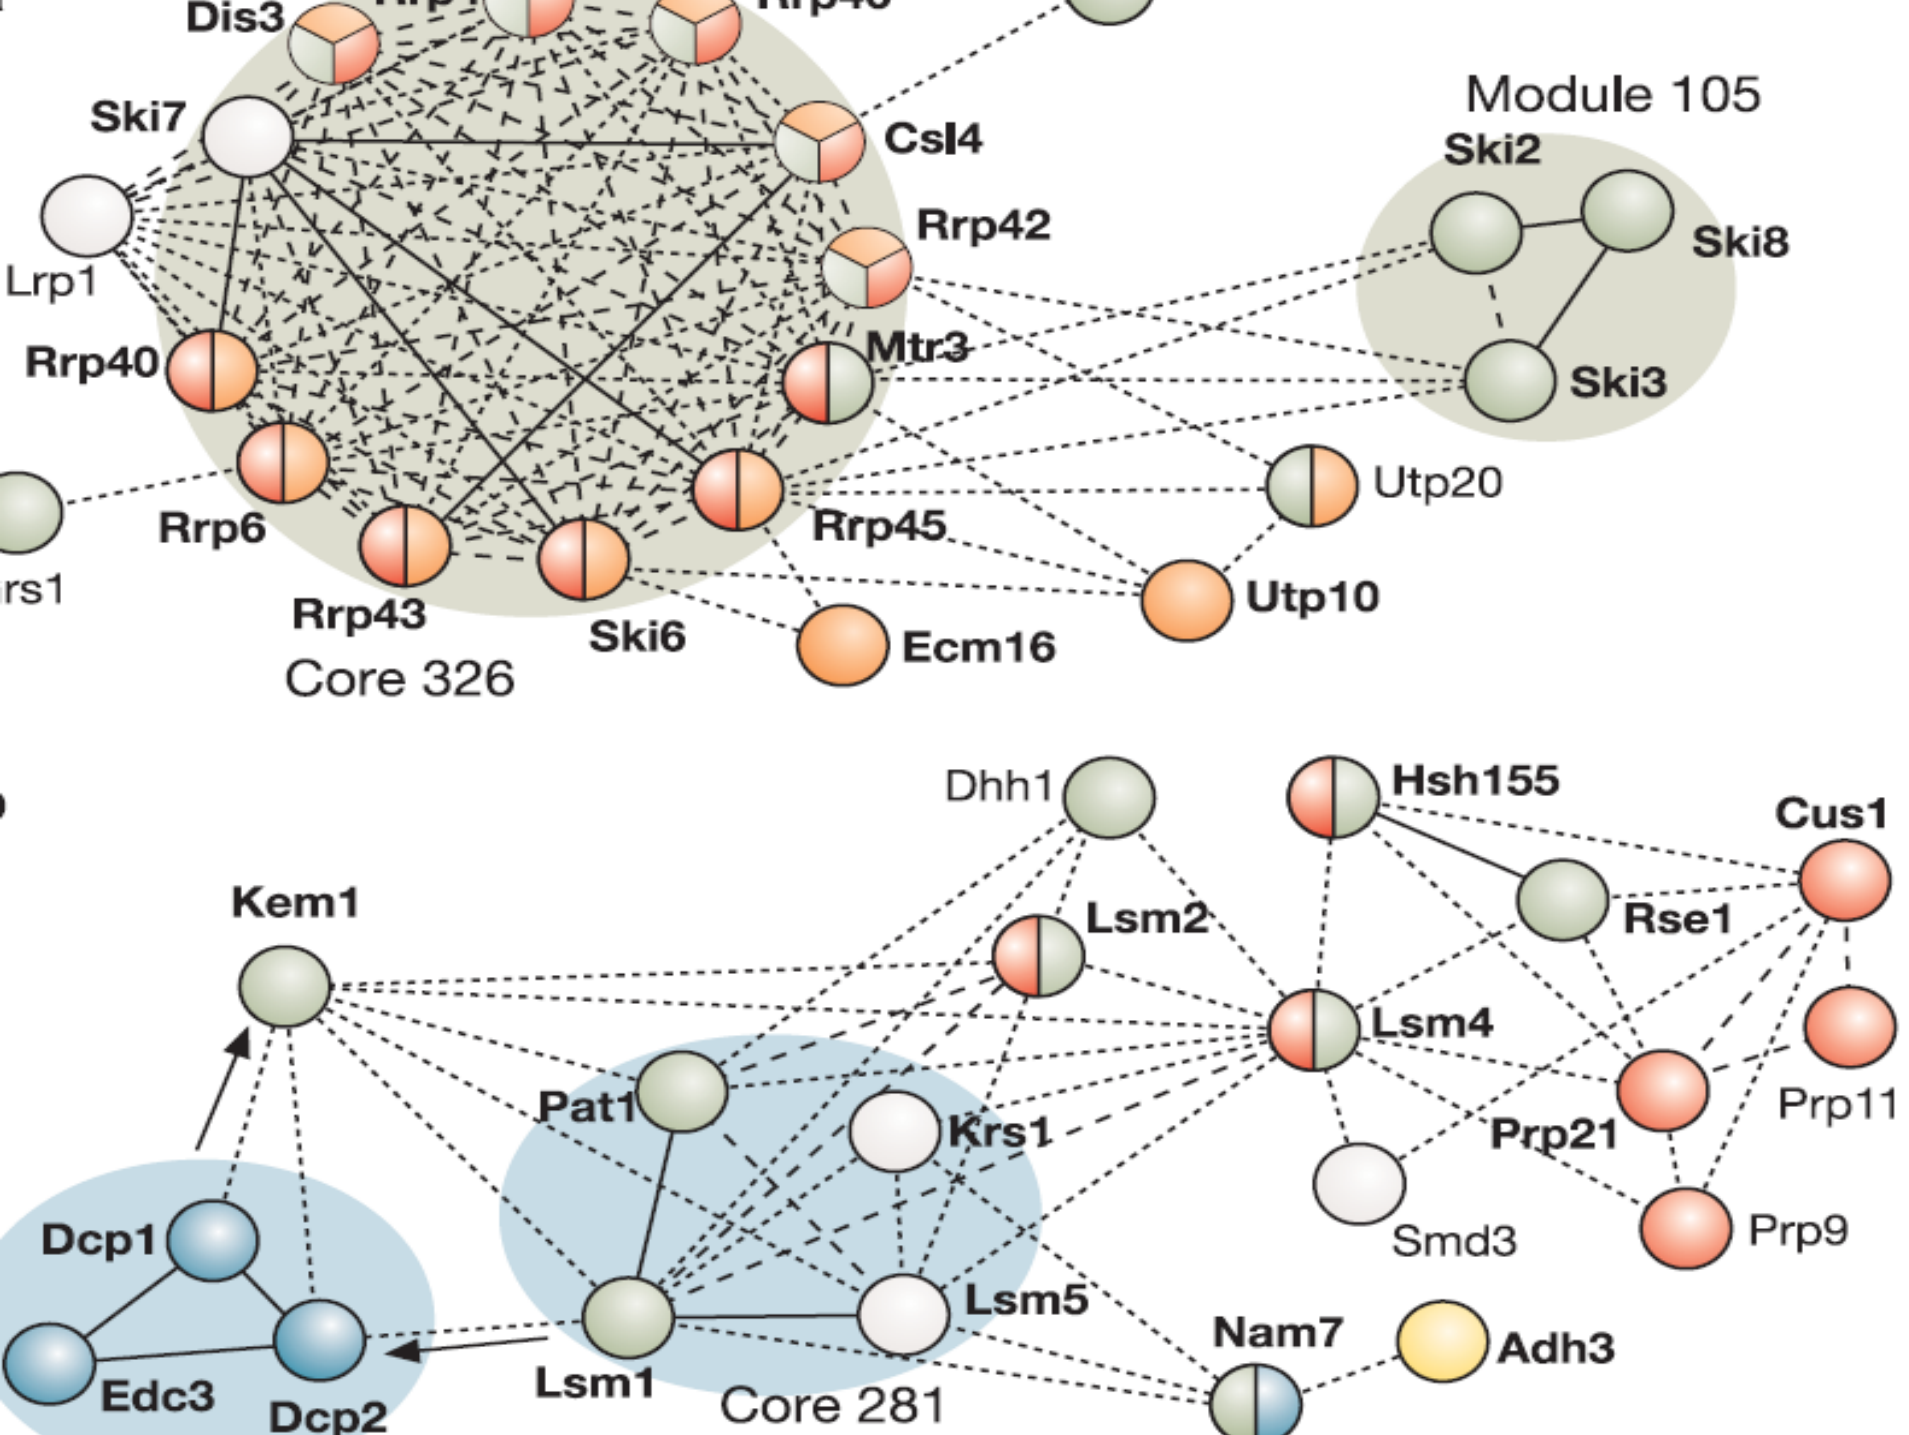 Dis3
Module 105
Ski7
Ski2
Csl4
Rrp42
Ski8
Lrp1
Mtr3
Rrp40
Ski3
Utp20
Rrp6
Rrp45
rs1
Utp10
Rrp43
Ski6
Ecm16
Core 326
Dhh1
Hsh155
Cus1
Kem1
Lsm2
Rse1
Lsm4
Pat1
Krs1
Prp21
Prp11
Dcp1
Smd3
Prp9
Lsm5
Nam7
Adh3
Edc3
Lsm1
Core 281
Dcp2